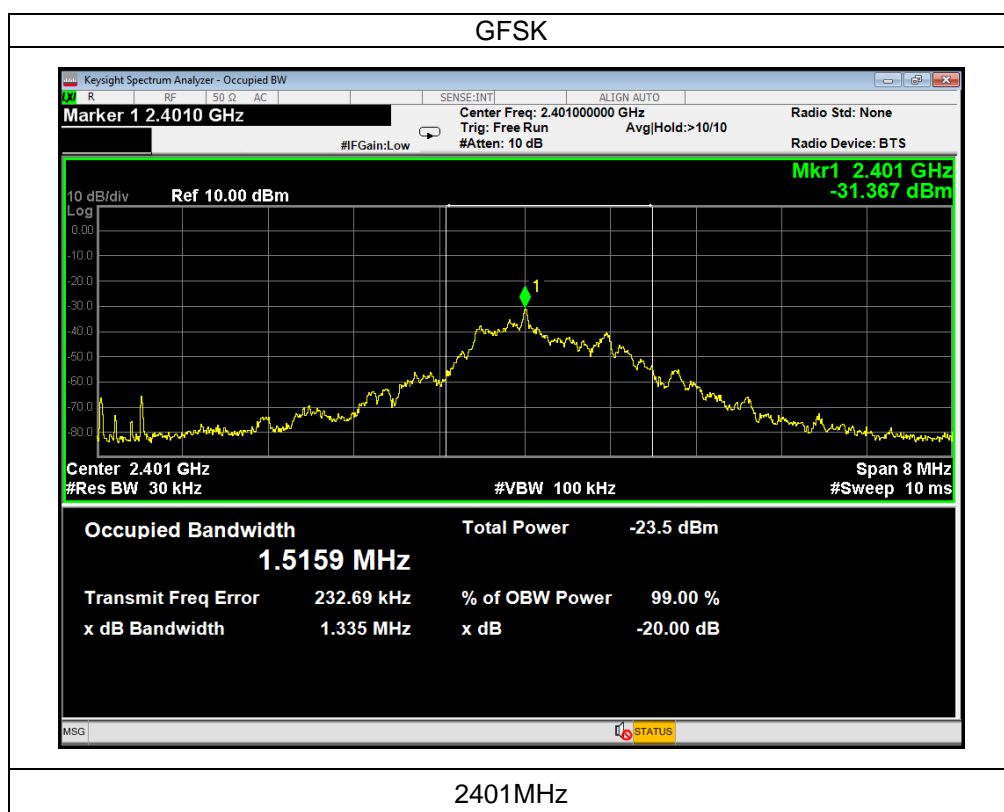 GFSK
Keysight Spectrum Analyzer - Occupied BW
LXI R RF 50 Ω AC SENSE:INT ALIGN AUTO
Marker 1 2.4010 GHz
Center Freq: 2.401000000 GHz
Radio Std: None
Trig: Free Run Avg|Hold:>10/10
#IFGain:Low #Atten: 10 dB
Radio Device: BTS
Mkr1 2.401 GHz
-31.367 dBm
10 dB/div Ref 10.00 dBm
Log
0.00
-10.0
-20.0
-30.0
-40.0
-50.0
-60.0
-70.0
-80.0
1
Center 2.401 GHz Span 8 MHz
#Res BW 30 kHz #VBW 100 kHz #Sweep 10 ms
Occupied Bandwidth Total Power -23.5 dBm
1.5159 MHz
Transmit Freq Error 232.69 kHz % of OBW Power 99.00 %
x dB Bandwidth 1.335 MHz x dB -20.00 dB
MSG STATUS
2401MHz